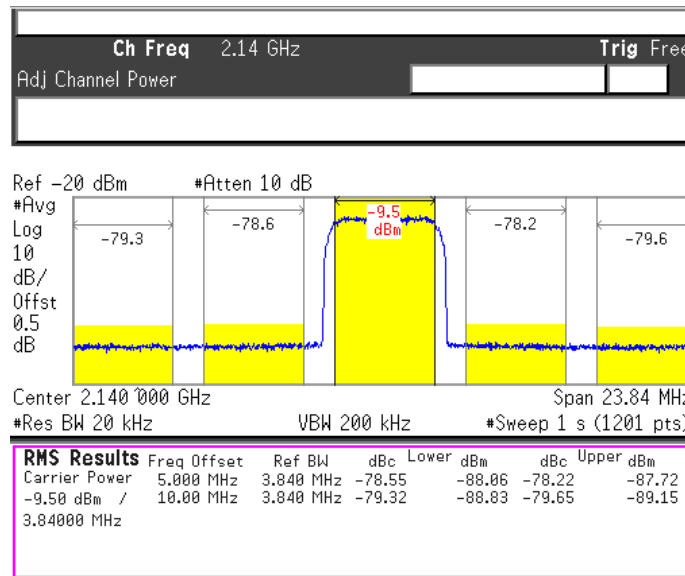 Ch Freq 2.14 GHz Trig Free
Adj Channel Power
Ref -20 dBm #Atten 10 dB
#Avg
Log
10
dB/
Offst
0.5
dB
-79.3
-78.6
-9.5
dBm
-78.2
-79.6
Center 2.140 000 GHz Span 23.84 MHz
#Res BW 20 kHz VBW 200 kHz #Sweep 1 s (1201 pts)
RMS Results Freq Offset Ref BW dBc Lower dBm dBc Upper dBm
Carrier Power 5.000 MHz 3.840 MHz -78.55 -88.06 -78.22 -87.72
-9.50 dBm / 10.00 MHz 3.840 MHz -79.32 -88.83 -79.65 -89.15
3.84000 MHz